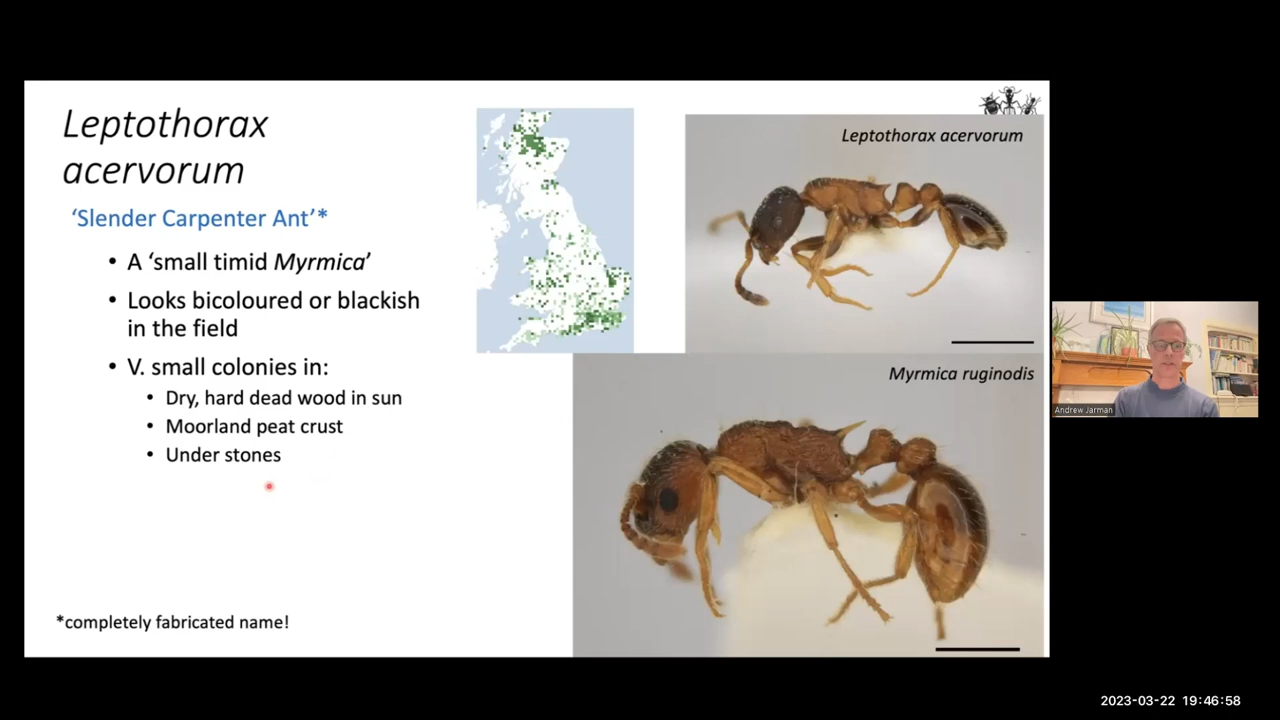 Leptothorax
acervorum
‘Slender Carpenter Ant’*
• A ‘small timid Myrmica’
• Looks bicoloured or blackish
in the field
• V. small colonies in:
• Dry, hard dead wood in sun
• Moorland peat crust
• Under stones
*completely fabricated name!
Leptothorax acervorum
Myrmica ruginodis
Andrew Jarman
2023-03-22 19:46:58